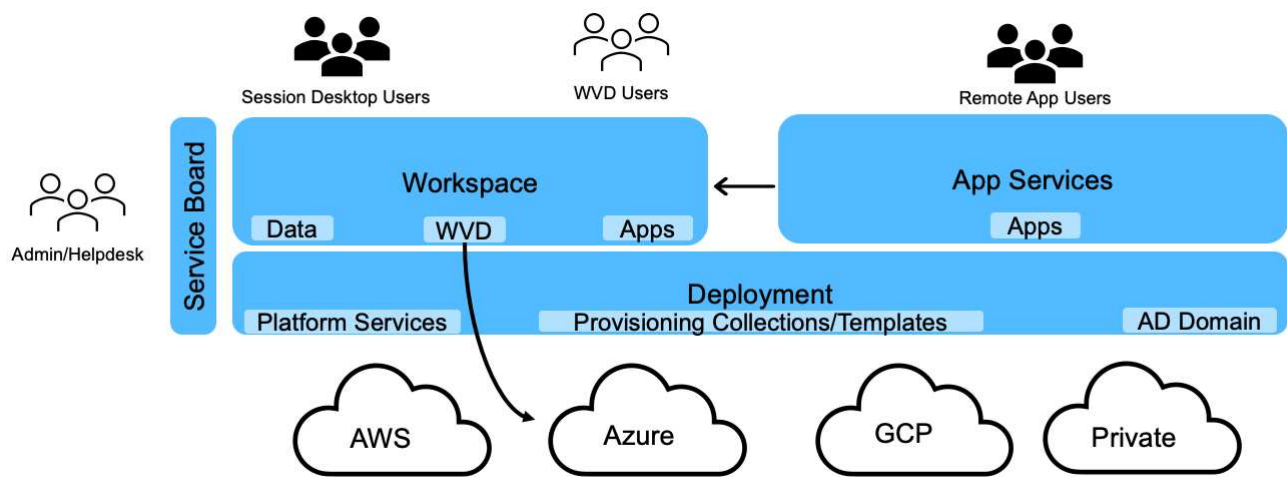 Session Desktop Users
WVD Users
Remote App Users
Admin/Helpdesk
Service Board
Workspace
Data
WVD
Apps
App Services
Apps
Deployment
Platform Services
Provisioning Collections/Templates
AD Domain
AWS
Azure
GCP
Private